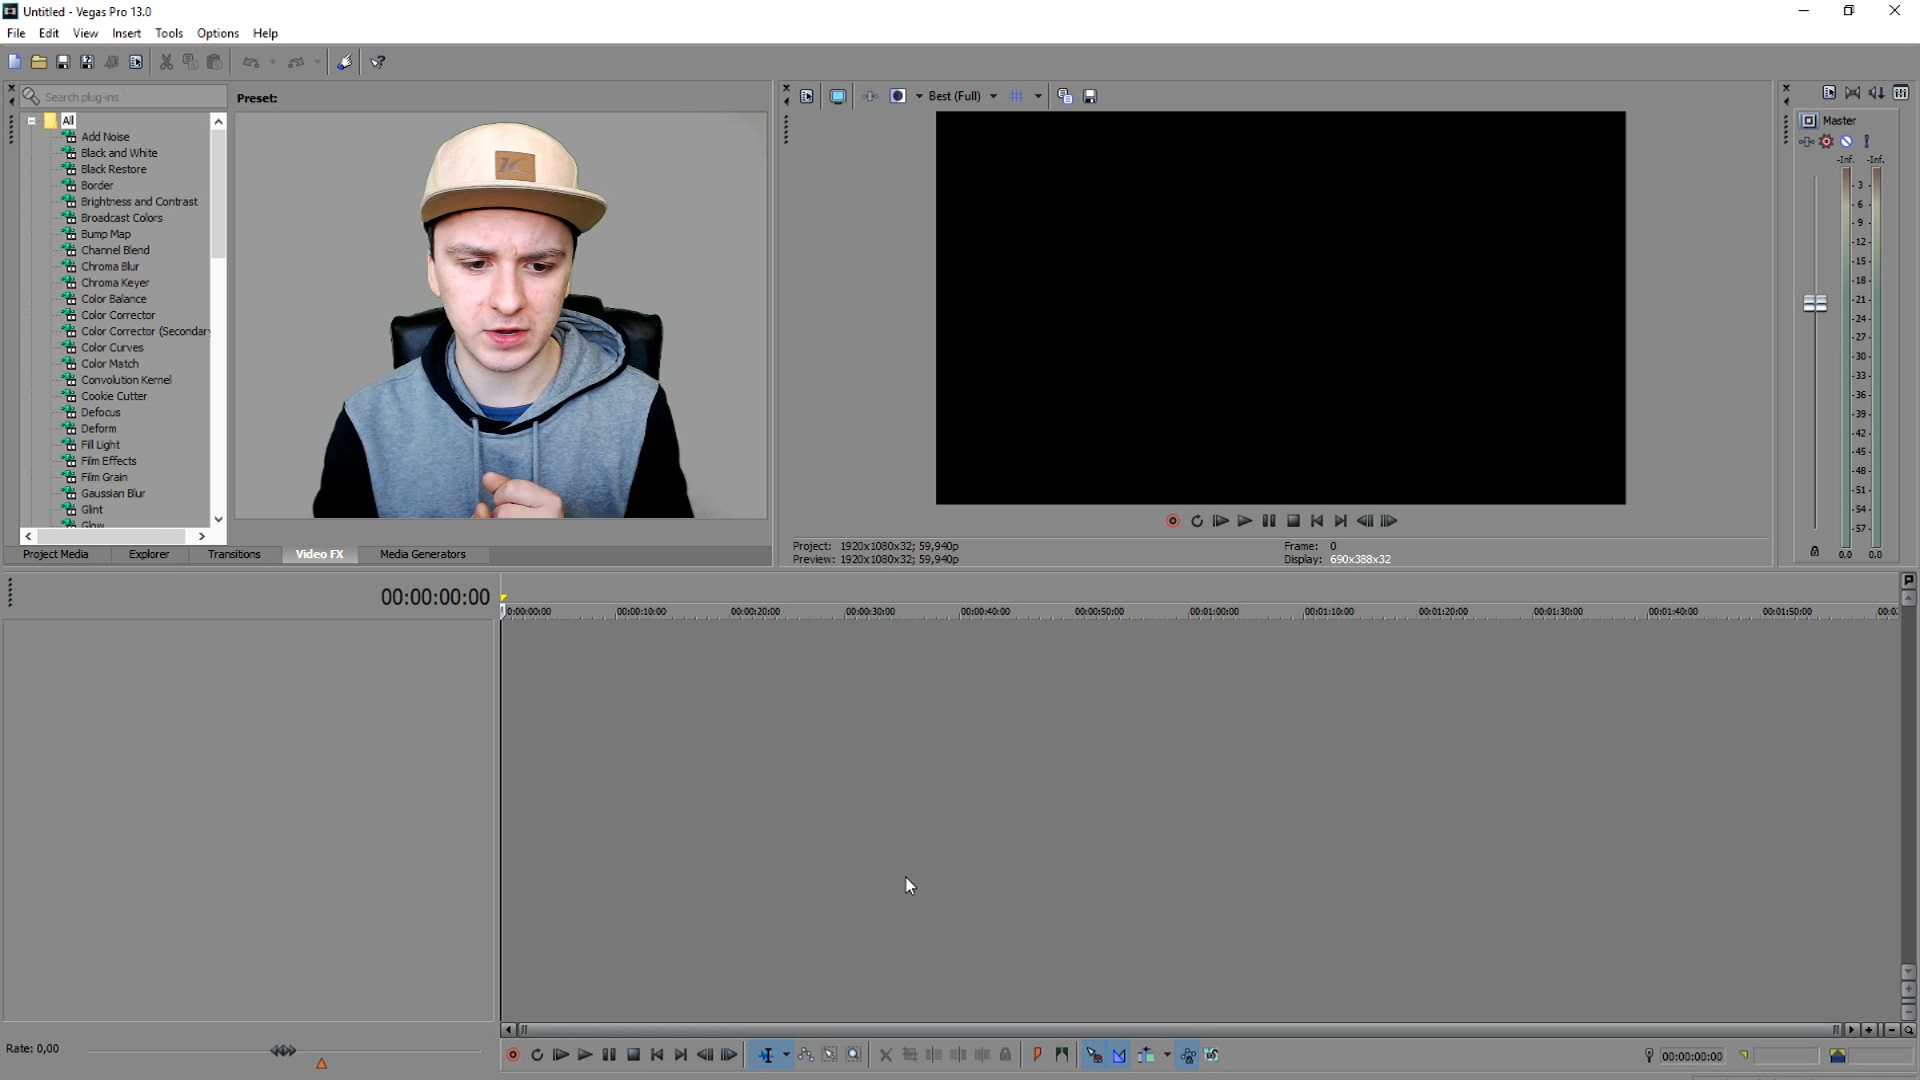 Untitled - Vegas Pro 13.0
File Edit View Insert Tools Options Help
Search plug-ins
Preset:
Best (Full)
All
Add Noise
Black and White
Black Restore
Border
Brightness and Contrast
Broadcast Colors
Bump Map
Channel Blend
Chroma Blur
Chroma Keyer
Color Balance
Color Corrector
Color Corrector (Secondary
Color Curves
Color Match
Convolution Kernel
Cookie Cutter
Defocus
Deform
Fill Light
Film Effects
Film Grain
Gaussian Blur
Glint
Glow
Project Media Explorer Transitions Video FX Media Generators
Project: 1920x1080x32; 59,940p
Preview: 1920x1080x32; 59,940p
Frame: 0
Display: 690x388x32
Master
-Inf. -Inf.
3
6
9
-12-
-15-
-18-
-21-
-24-
-27-
-30-
-33-
-36-
-39-
-42-
-45-
-48-
-51-
-54-
-57-
0,0 0,0
00:00:00:00
0:00:00:00 00:00:10:00 00:00:20:00 00:00:30:00 00:00:40:00 00:00:50:00 00:01:00:00 00:01:10:00 00:01:20:00 00:01:30:00 00:01:40:00 00:01:50:00 00:0
Rate: 0,00
00:00:00:00